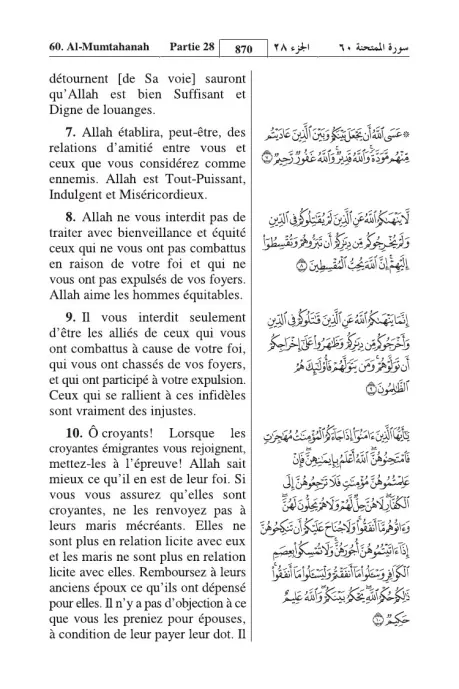 60. Al-Mumtahanah Partie 28 870 الجزء ٢٨ سورة الممتحنة ٦٠
détournent [de Sa voie] sauront
qu’Allah est bien Suffisant et
Digne de louanges.
7. Allah établira, peut-être, des
relations d’amitié entre vous et
ceux que vous considérez comme
ennemis. Allah est Tout-Puissant,
Indulgent et Miséricordieux.
8. Allah ne vous interdit pas de
traiter avec bienveillance et équité
ceux qui ne vous ont pas combattus
en raison de votre foi et qui ne
vous ont pas expulsés de vos foyers.
Allah aime les hommes équitables.
9. Il vous interdit seulement
d’être les alliés de ceux qui vous
ont combattus à cause de votre foi,
qui vous ont chassés de vos foyers,
et qui ont participé à votre expulsion.
Ceux qui se rallient à ces infidèles
sont vraiment des injustes.
10. Ô croyants! Lorsque les
croyantes émigrantes vous rejoignent,
mettez-les à l’épreuve! Allah sait
mieux ce qu’il en est de leur foi. Si
vous vous assurez qu’elles sont
croyantes, ne les renvoyez pas à
leurs maris mécréants. Elles ne
sont plus en relation licite avec eux
et les maris ne sont plus en relation
licite avec elles. Remboursez à leurs
anciens époux ce qu’ils ont dépensé
pour elles. Il n’y a pas d’objection à ce
que vous les preniez pour épouses,
à condition de leur payer leur dot. Il
۞ عَسَى ٱللَّهُ أَن يَجْعَلَ بَيْنَكُمْ وَبَيْنَ ٱلَّذِينَ عَادَيْتُم
مِّنْهُم مَّوَدَّةً وَٱللَّهُ قَدِيرٌ وَٱللَّهُ غَفُورٌ رَّحِيمٌ ٧
لَّا يَنْهَىٰكُمُ ٱللَّهُ عَنِ ٱلَّذِينَ لَمْ يُقَٰتِلُوكُمْ فِى ٱلدِّينِ
وَلَمْ يُخْرِجُوكُم مِّن دِيَٰرِكُمْ أَن تَبَرُّوهُمْ وَتُقْسِطُوٓا۟
إِلَيْهِمْ إِنَّ ٱللَّهَ يُحِبُّ ٱلْمُقْسِطِينَ ٨
إِنَّمَا يَنْهَىٰكُمُ ٱللَّهُ عَنِ ٱلَّذِينَ قَٰتَلُوكُمْ فِى ٱلدِّينِ
وَأَخْرَجُوكُم مِّن دِيَٰرِكُمْ وَظَٰهَرُوا۟ عَلَىٰٓ إِخْرَاجِكُمْ
أَن تَوَلَّوْهُمْ وَمَن يَتَوَلَّهُمْ فَأُو۟لَٰٓئِكَ هُمُ
ٱلظَّٰلِمُونَ ٩
يَٰٓأَيُّهَا ٱلَّذِينَ ءَامَنُوٓا۟ إِذَا جَآءَكُمُ ٱلْمُؤْمِنَٰتُ مُهَٰجِرَٰتٍ
فَٱمْتَحِنُوهُنَّ ٱللَّهُ أَعْلَمُ بِإِيمَٰنِهِنَّ فَإِنْ
عَلِمْتُمُوهُنَّ مُؤْمِنَٰتٍ فَلَا تَرْجِعُوهُنَّ إِلَى
ٱلْكُفَّارِ لَا هُنَّ حِلٌّ لَّهُمْ وَلَا هُمْ يَحِلُّونَ لَهُنَّ
وَءَاتُوهُم مَّآ أَنفَقُوا۟ وَلَا جُنَاحَ عَلَيْكُمْ أَن تَنكِحُوهُنَّ
إِذَآ ءَاتَيْتُمُوهُنَّ أُجُورَهُنَّ وَلَا تُمْسِكُوا۟ بِعِصَمِ
ٱلْكَوَافِرِ وَسْـَٔلُوا۟ مَآ أَنفَقْتُمْ وَلْيَسْـَٔلُوا۟ مَآ أَنفَقُوا۟
ذَٰلِكُمْ حُكْمُ ٱللَّهِ يَحْكُمُ بَيْنَكُمْ وَٱللَّهُ عَلِيمٌ
حَكِيمٌ ١٠